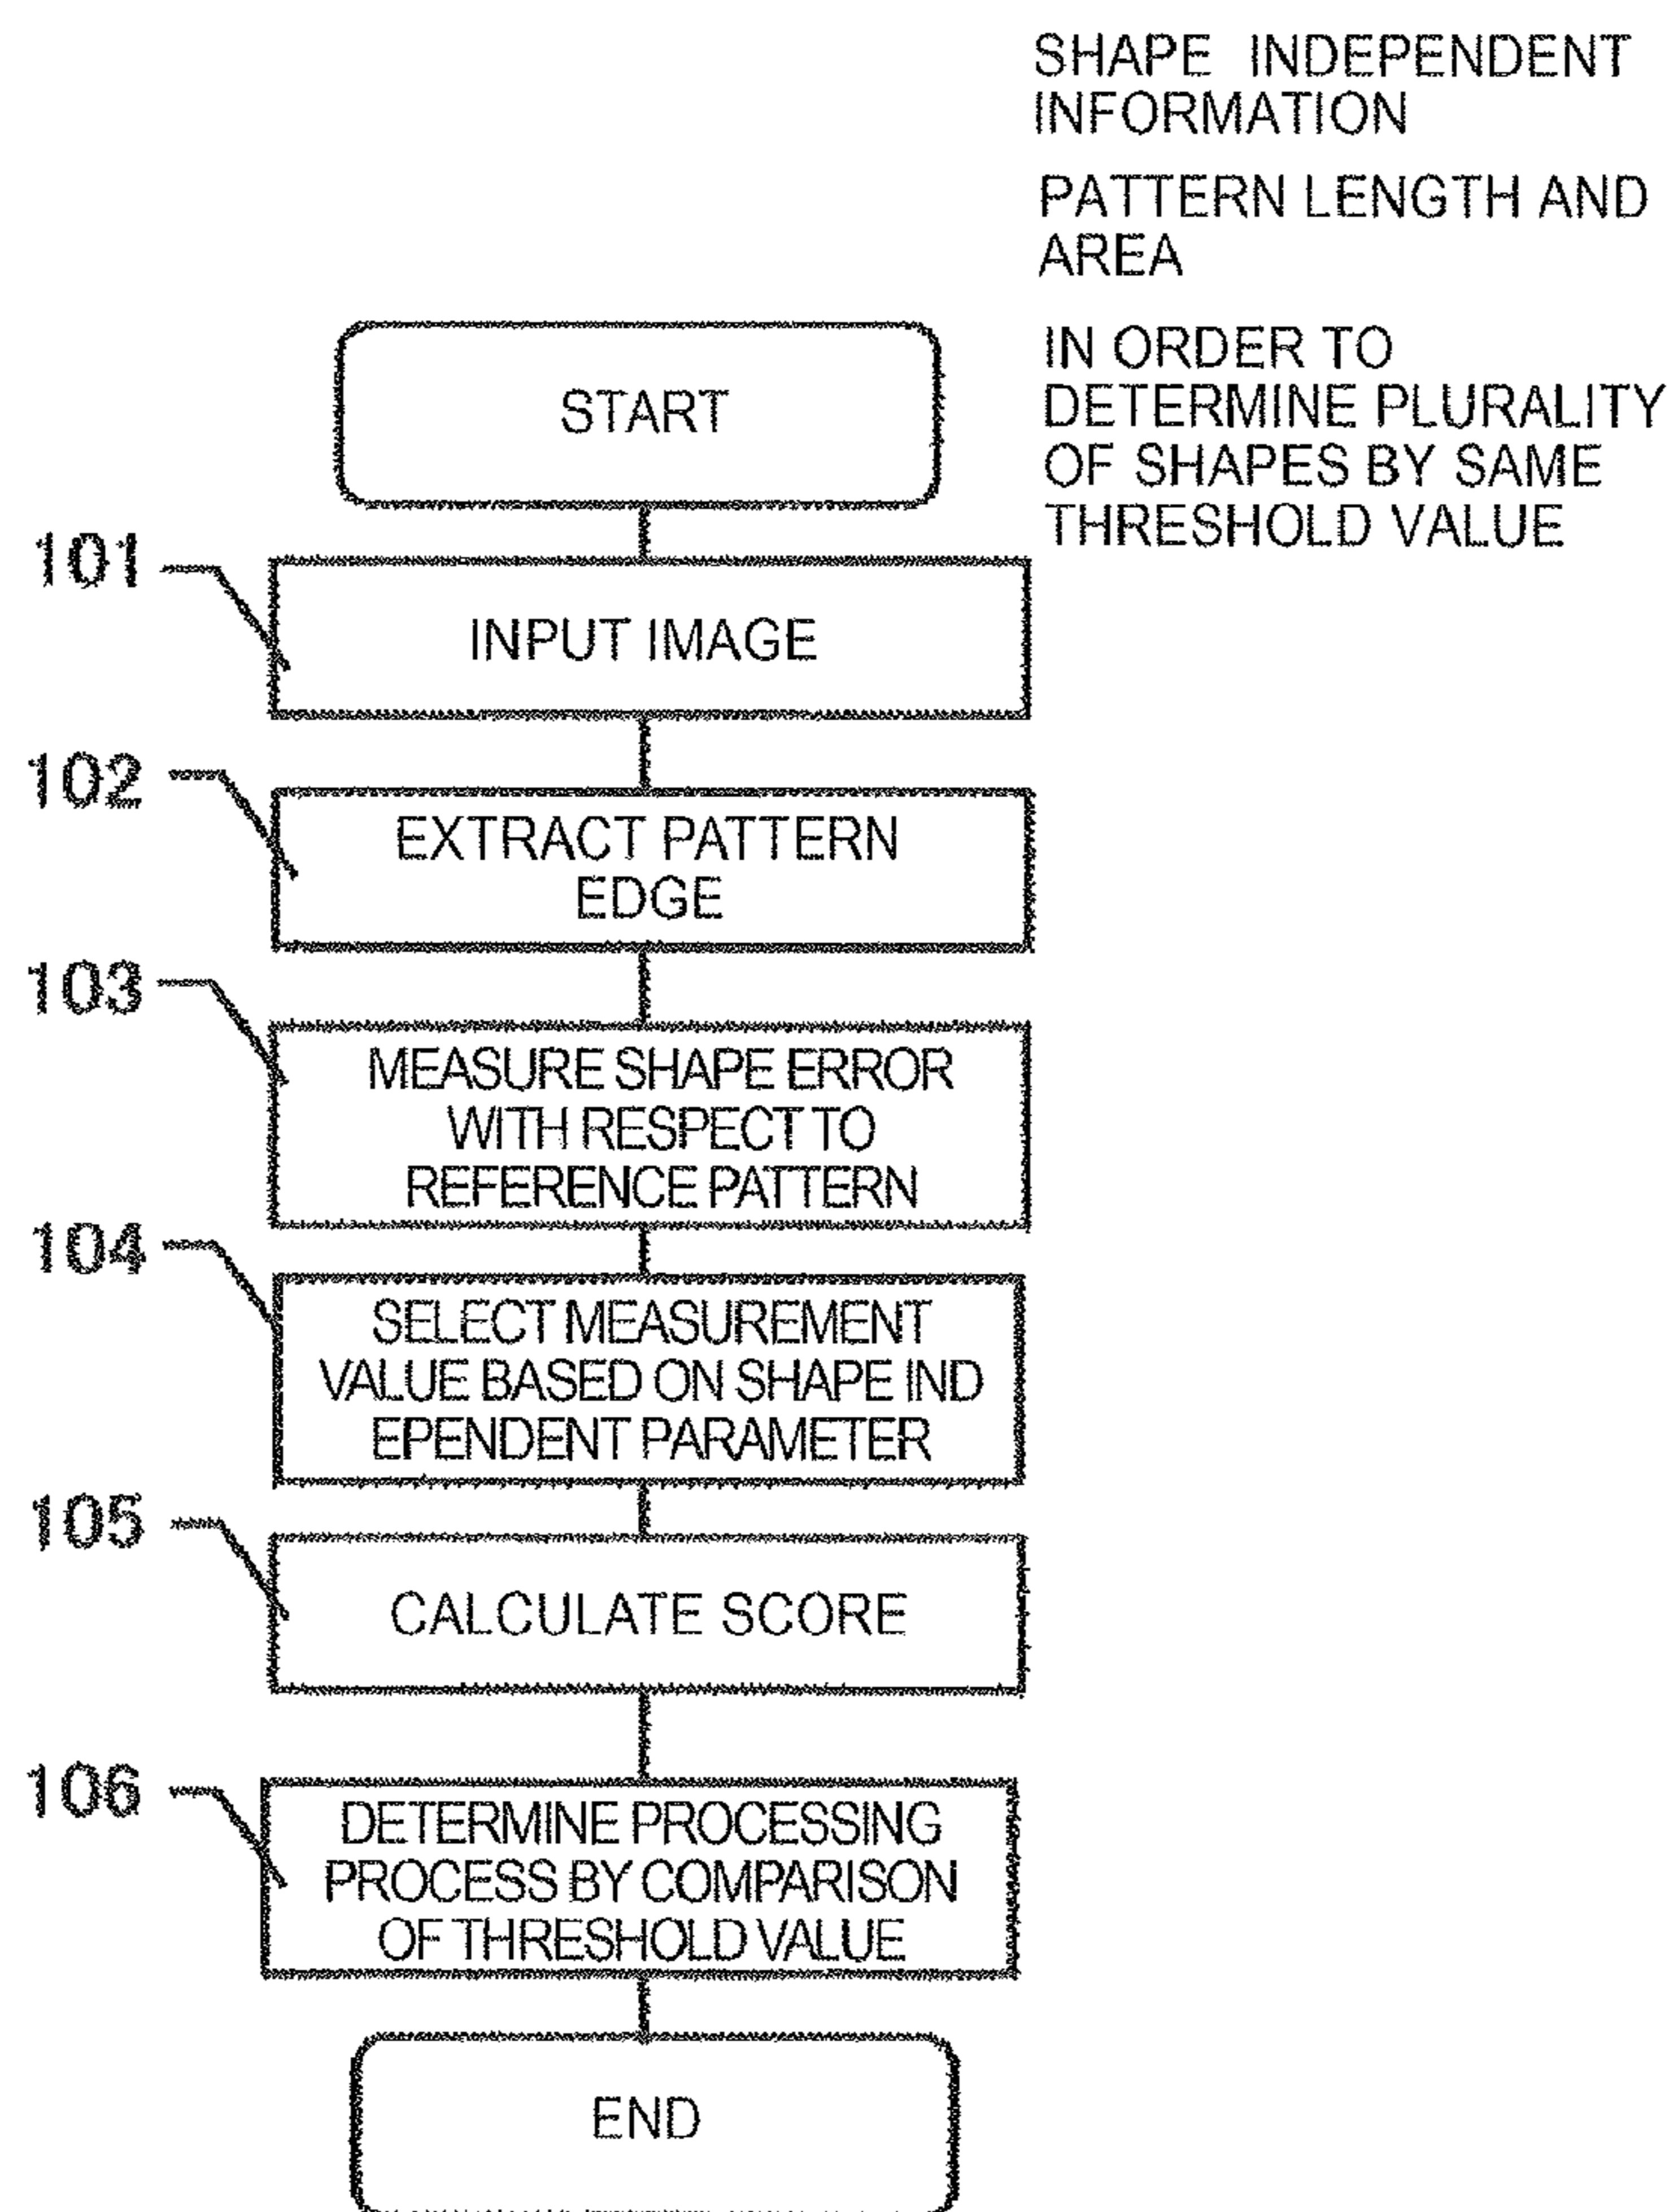 SHAPE INDEPENDENT
INFORMATION
PATTERN LENGTH AND
AREA
IN ORDER TO
DETERMINE PLURALITY
OF SHAPES BY SAME
THRESHOLD VALUE
START
101
INPUT IMAGE
102
EXTRACT PATTERN
EDGE
103
MEASURE SHAPE ERROR
WITH RESPECT TO
REFERENCE PATTERN
104
SELECT MEASUREMENT
VALUE BASED ON SHAPE IND
EPENDENT PARAMETER
105
CALCULATE SCORE
106
DETERMINE PROCESSING
PROCESS BY COMPARISON
OF THRESHOLD VALUE
END